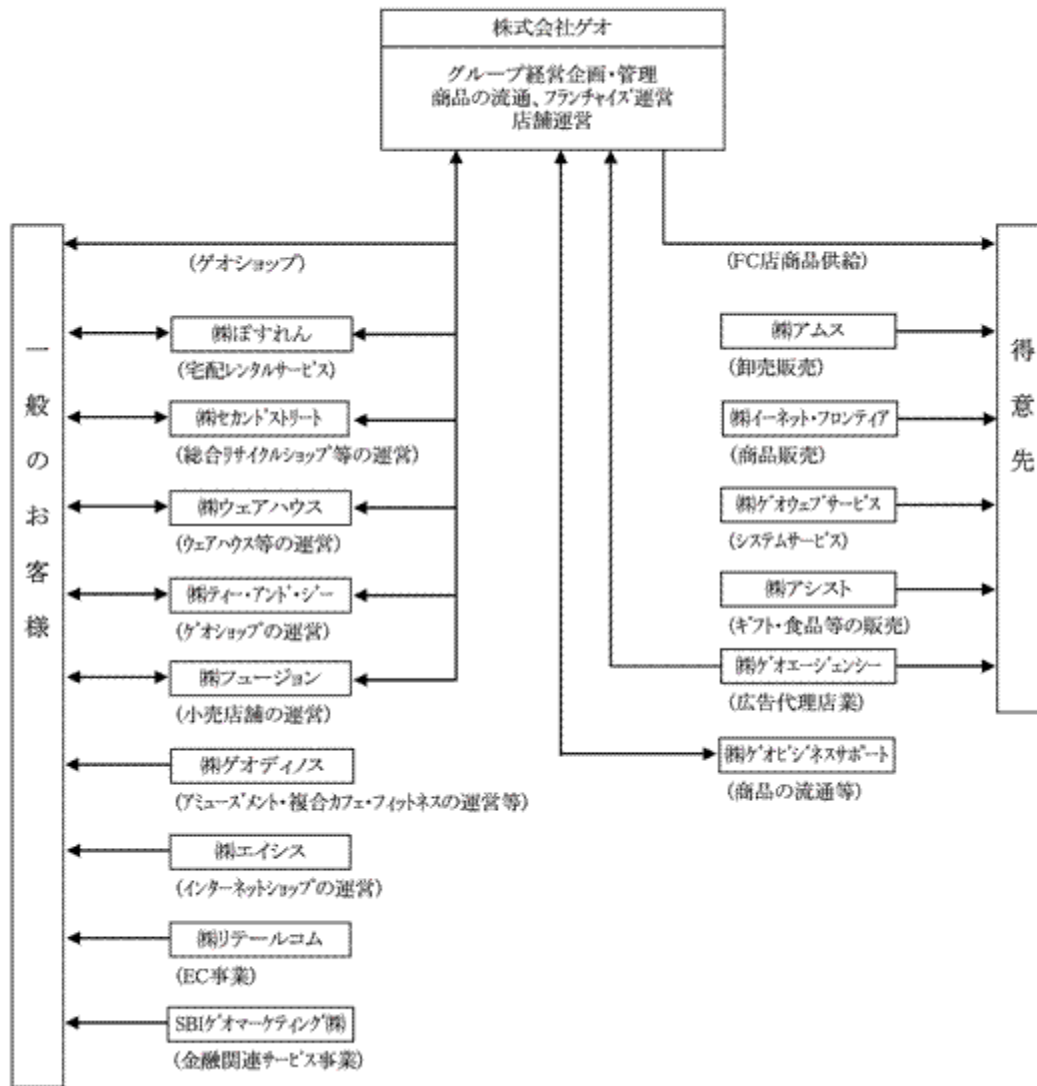 株式会社ゲオ
グループ経営企画・管理
商品の流通、フランチャイズ運営
店舗運営
(ゲオショップ)
(FC店商品供給)
一般のお客様
得意先
㈱ぽすれん
(宅配レンタルサービス)
㈱セカンドストリート
(総合リサイクルショップ等の運営)
㈱ウェアハウス
(ウェアハウス等の運営)
㈱ティー・アンド・ジー
(ゲオショップの運営)
㈱フュージョン
(小売店舗の運営)
㈱ゲオディノス
(アミューズメント・複合カフェ・フィットネスの運営等)
㈱エイシス
(インターネットショップの運営)
㈱リテールコム
(EC事業)
SBIゲオマーケティング㈱
(金融関連サービス事業)
㈱アムス
(卸売販売)
㈱イーネット・フロンティア
(商品販売)
㈱ゲオウェブサービス
(システムサービス)
㈱アシスト
(ギフト・食品等の販売)
㈱ゲオエージェンシー
(広告代理店業)
㈱ゲオビジネスサポート
(商品の流通等)